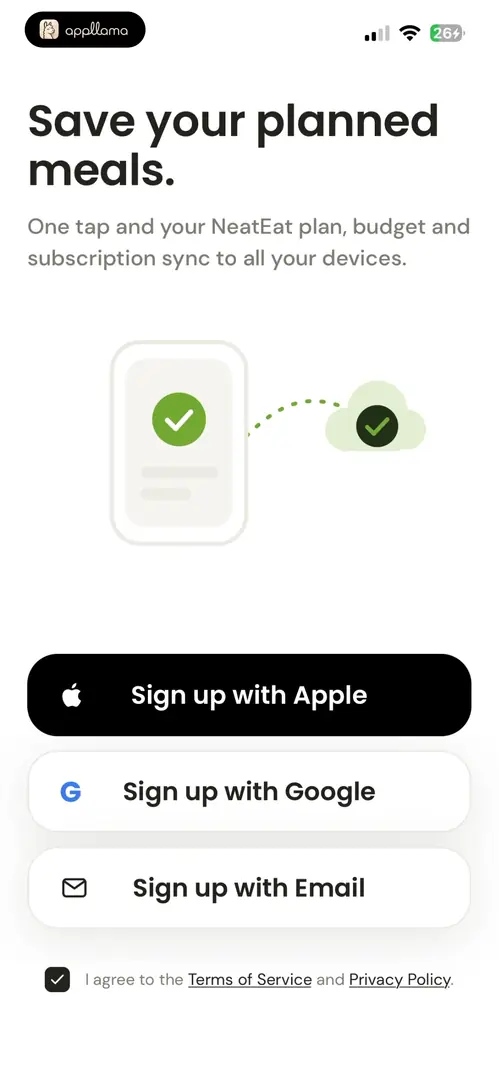 appllama
26
Save your planned
meals.
One tap and your NeatEat plan, budget and
subscription sync to all your devices.
Sign up with Apple
G
Sign up with Google
Sign up with Email
I agree to the Terms of Service and Privacy Policy.